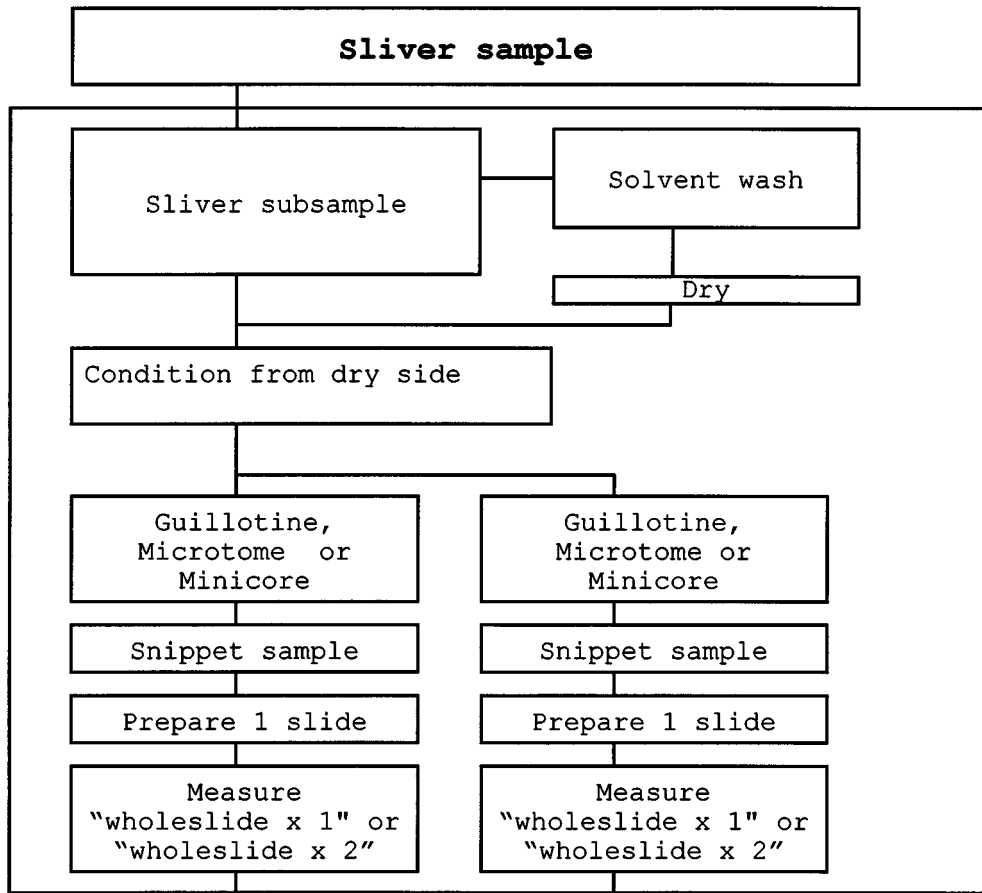 Sliver sample
Sliver subsample
Solvent wash
Dry
Condition from dry side
Guillotine,
Microtome or
Minicore
Snippet sample
Prepare 1 slide
Measure
“wholeslide x 1" or
“wholeslide x 2”
Guillotine,
Microtome or
Minicore
Snippet sample
Prepare 1 slide
Measure
“wholeslide x 1" or
“wholeslide x 2”